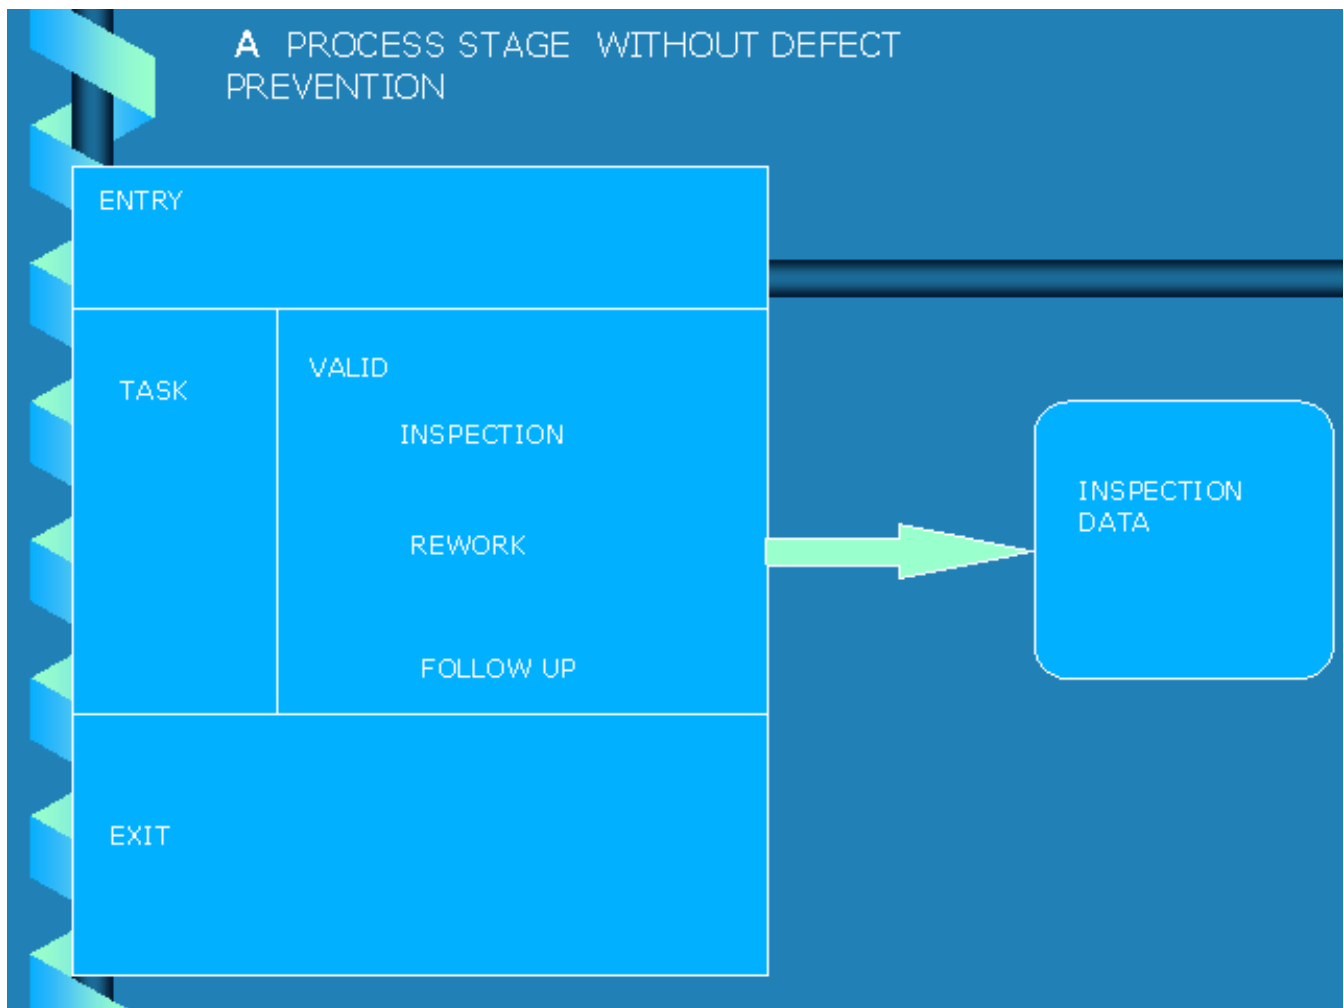 A PROCESS STAGE WITHOUT DEFECT
PREVENTION
ENTRY
TASK
VALID
INSPECTION
REWORK
FOLLOW UP
EXIT
INSPECTION
DATA